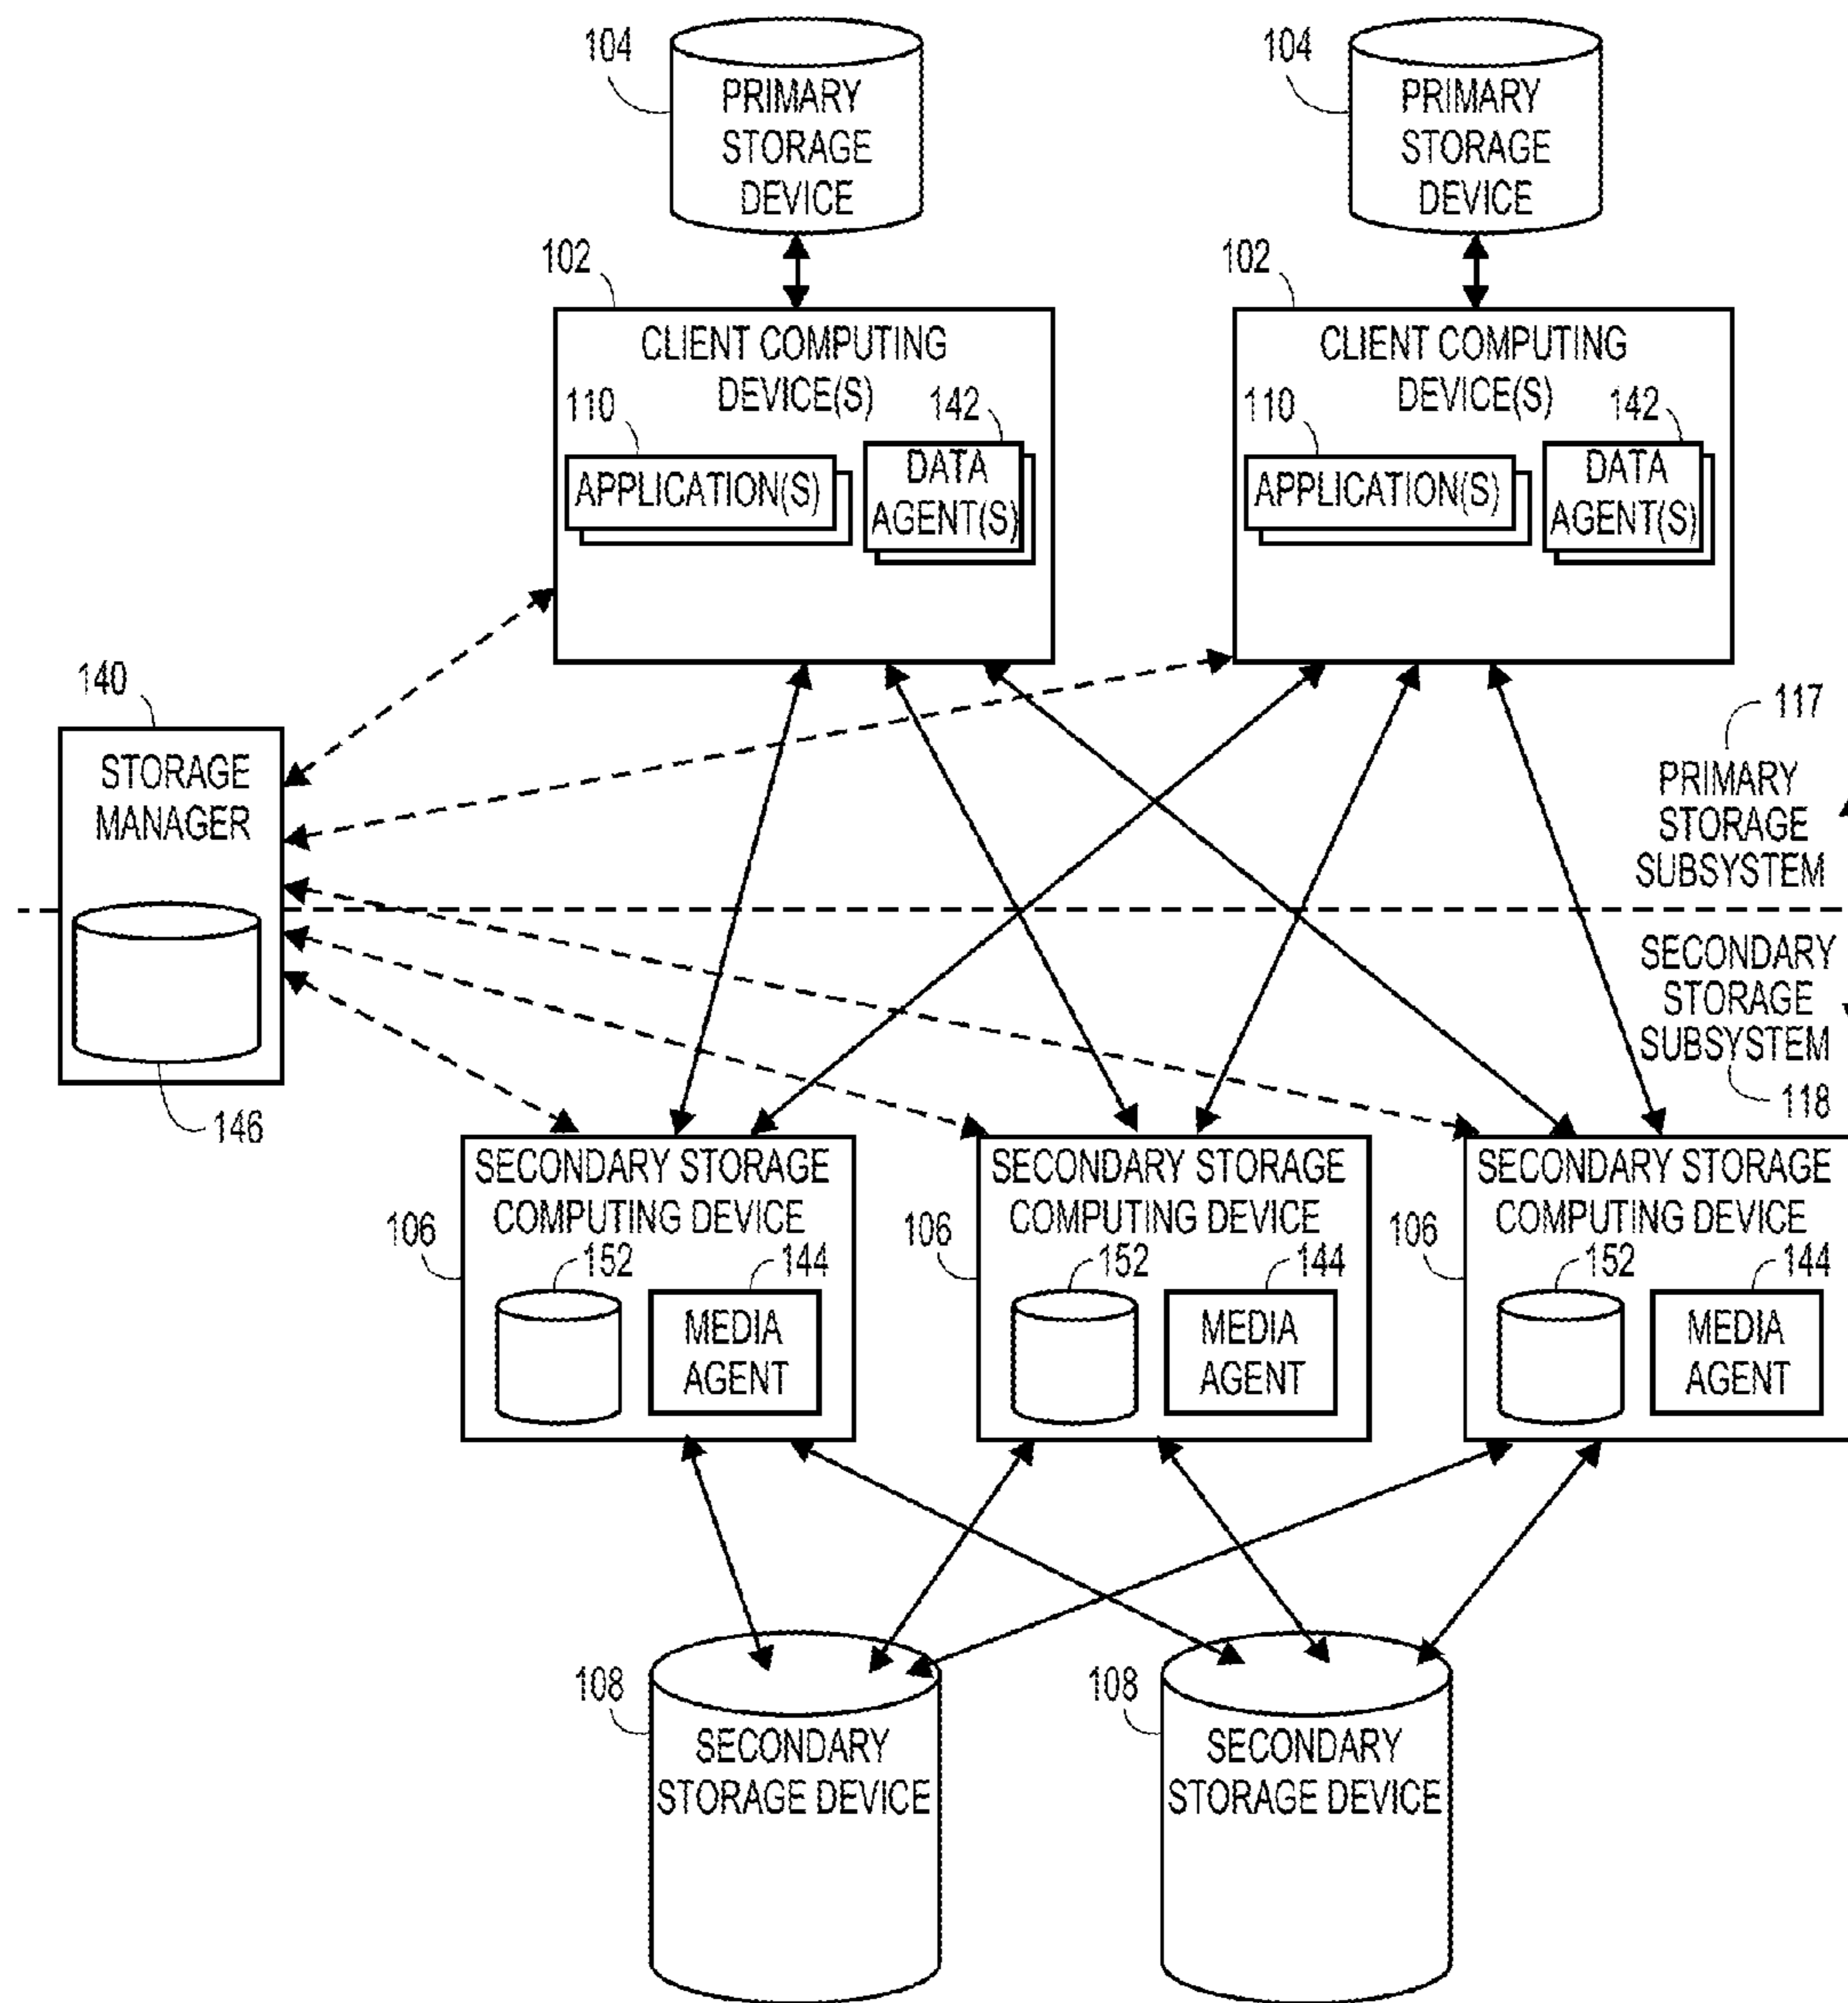 104
PRIMARY
STORAGE
DEVICE
104
PRIMARY
STORAGE
DEVICE
102
CLIENT COMPUTING
DEVICE(S)
110
142
APPLICATION(S)
DATA
AGENT(S)
102
CLIENT COMPUTING
DEVICE(S)
110
142
APPLICATION(S)
DATA
AGENT(S)
140
STORAGE
MANAGER
146
117
PRIMARY
STORAGE
SUBSYSTEM
SECONDARY
STORAGE
SUBSYSTEM
118
106
SECONDARY STORAGE
COMPUTING DEVICE
152
144
MEDIA
AGENT
106
SECONDARY STORAGE
COMPUTING DEVICE
152
144
MEDIA
AGENT
106
SECONDARY STORAGE
COMPUTING DEVICE
152
144
MEDIA
AGENT
108
SECONDARY
STORAGE DEVICE
108
SECONDARY
STORAGE DEVICE